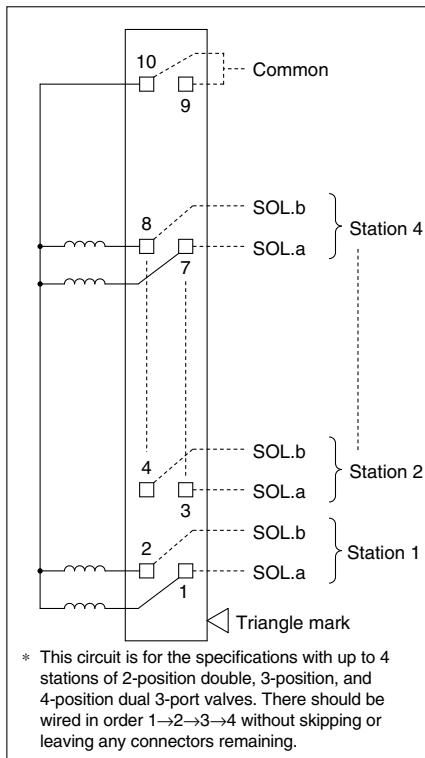 10
Common
9
8
SOL.b
SOL.a
Station 4
7
4
SOL.b
SOL.a
Station 2
3
2
SOL.b
SOL.a
Station 1
1
Triangle mark
* This circuit is for the specifications with up to 4
stations of 2-position double, 3-position, and
4-position dual 3-port valves. There should be
wired in order 1→2→3→4 without skipping or
leaving any connectors remaining.